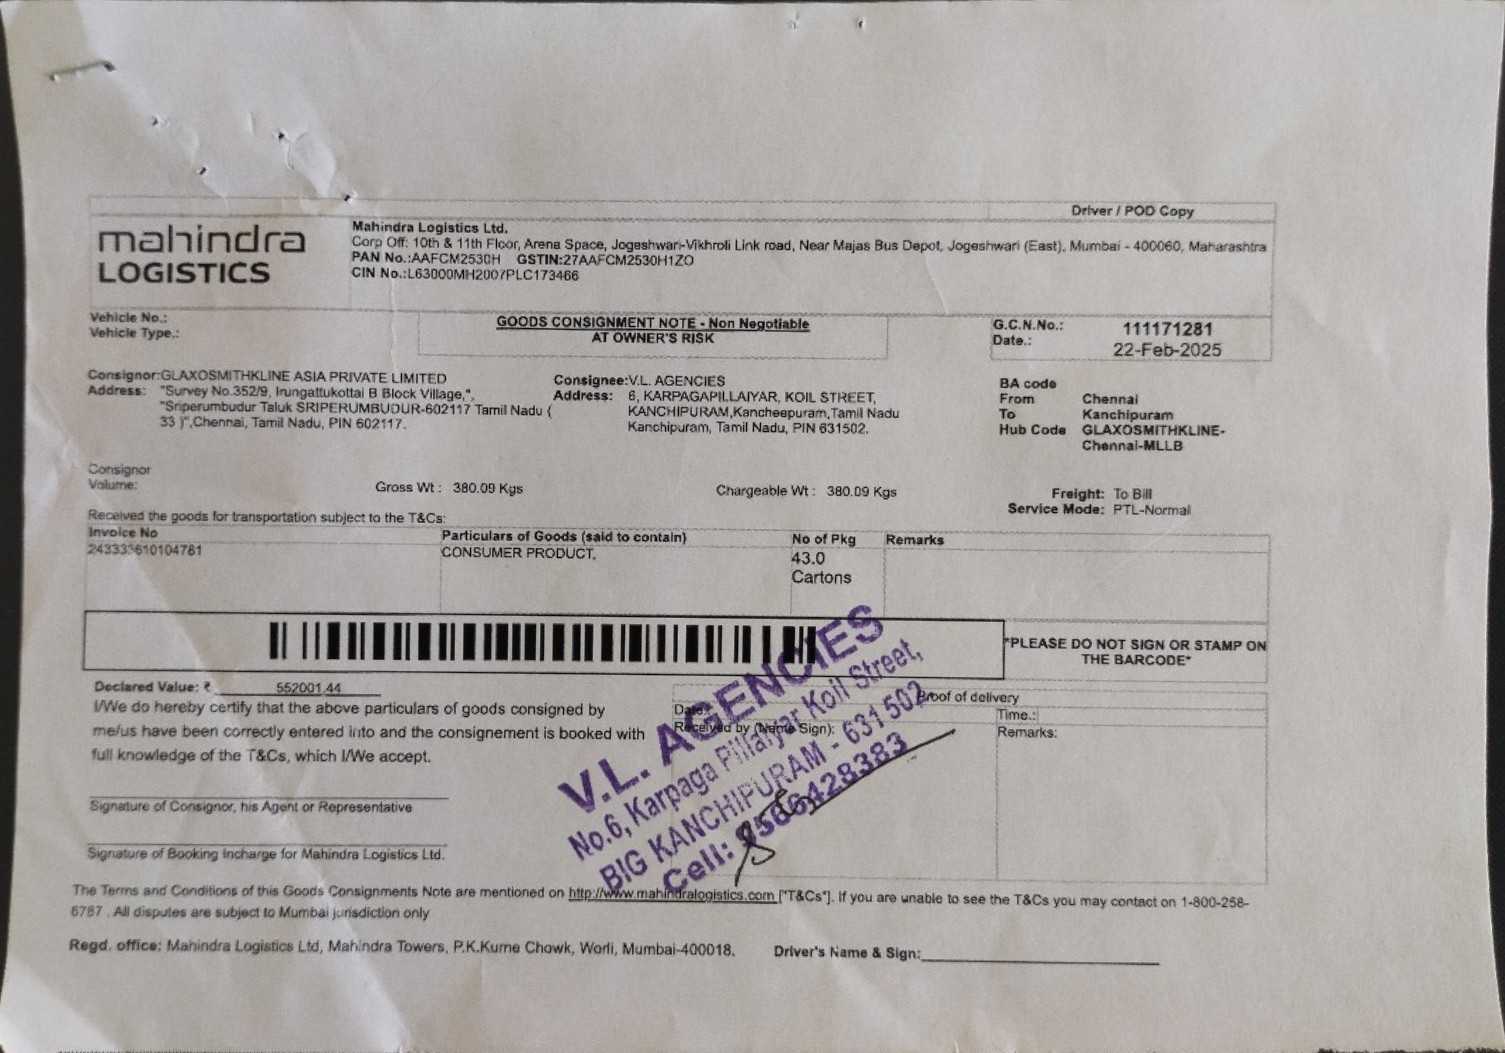 Driver / POD Copy
mahindra
LOGISTICS
Mahindra Logistics Ltd.
Corp Off: 10th & 11th Floor, Arena Space, Jogeshwari-Vikhroli Link road, Near Majas Bus Depot, Jogeshwari (East), Mumbai - 400060, Maharashtra
PAN No.:AAFCM2530H GSTIN:27AAFCM2530H1ZO
CIN No.:L63000MH2007PLC173466
Vehicle No.:
Vehicle Type.:
GOODS CONSIGNMENT NOTE - Non Negotiable
AT OWNER'S RISK
G.C.N.No.: 111171281
Date.: 22-Feb-2025
Consignor:GLAXOSMITHKLINE ASIA PRIVATE LIMITED
Address: "Survey No.352/9, Irungattukottai B Block Village,",
"Sriperumbudur Taluk SRIPERUMBUDUR-602117 Tamil Nadu (
33 )",Chennai, Tamil Nadu, PIN 602117.
Consignee:V.L. AGENCIES
Address: 6, KARPAGAPILLAIYAR, KOIL STREET,
KANCHIPURAM,Kancheepuram,Tamil Nadu
Kanchipuram, Tamil Nadu, PIN 631502.
BA code
From Chennai
To Kanchipuram
Hub Code GLAXOSMITHKLINE-
Chennai-MLLB
Consignor
Volume:
Gross Wt : 380.09 Kgs
Chargeable Wt : 380.09 Kgs
Freight: To Bill
Service Mode: PTL-Normal
Received the goods for transportation subject to the T&Cs:
Invoice No Particulars of Goods (said to contain) No of Pkg Remarks
243333610104781 CONSUMER PRODUCT, 43.0
Cartons
*PLEASE DO NOT SIGN OR STAMP ON
THE BARCODE*
Declared Value: ₹ 552001.44
I/We do hereby certify that the above particulars of goods consigned by
me/us have been correctly entered into and the consignement is booked with
full knowledge of the T&Cs, which I/We accept.
Proof of delivery
Date:
Time.:
Received by (Name Sign):
Remarks:
V.L. AGENCIES
No.6, Karpaga Pillaiyar Koil Street,
BIG KANCHIPURAM - 631 502
Cell:
Signature of Consignor, his Agent or Representative
Signature of Booking Incharge for Mahindra Logistics Ltd.
The Terms and Conditions of this Goods Consignments Note are mentioned on http://www.mahindralogistics.com ["T&Cs"]. If you are unable to see the T&Cs you may contact on 1-800-258-
6787 . All disputes are subject to Mumbai jurisdiction only
Regd. office: Mahindra Logistics Ltd, Mahindra Towers, P.K.Kurne Chowk, Worli, Mumbai-400018.
Driver's Name & Sign: